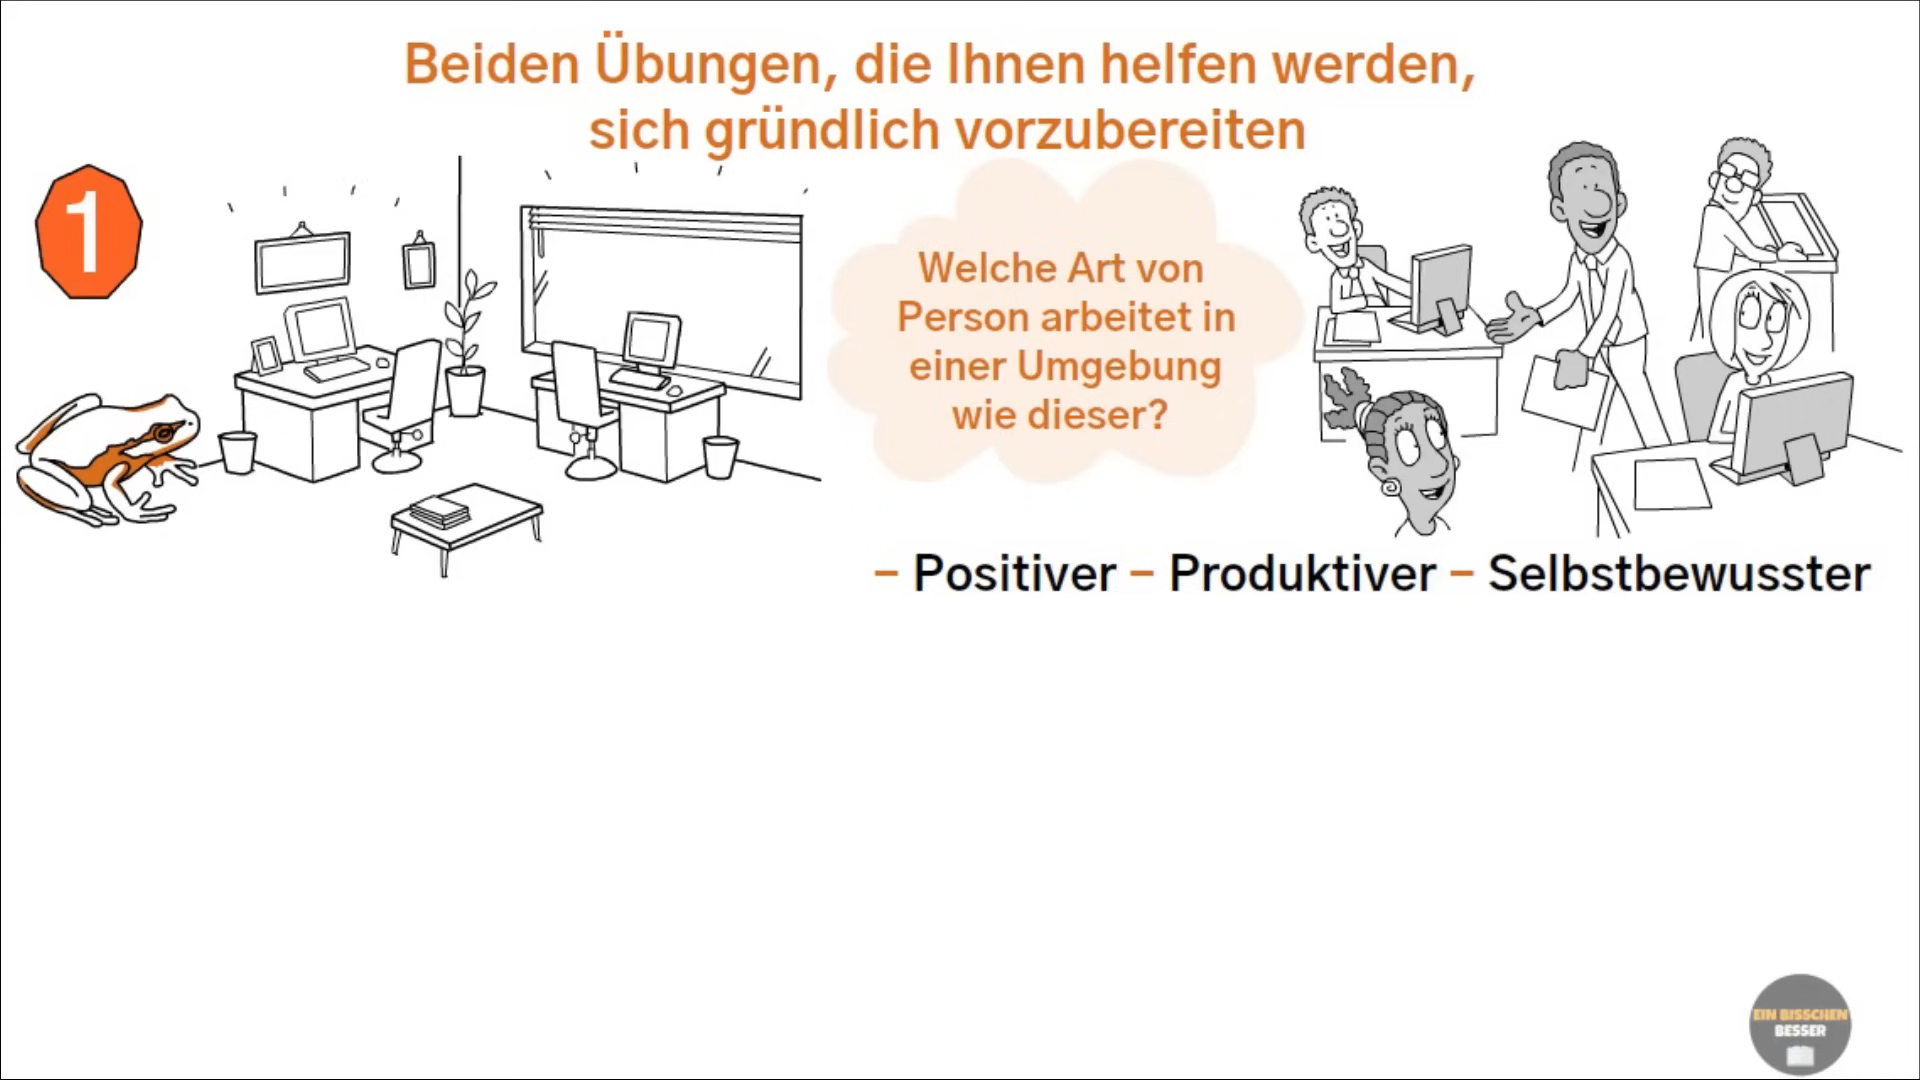 Beiden Übungen, die Ihnen helfen werden,
sich gründlich vorzubereiten
1
Welche Art von
Person arbeitet in
einer Umgebung
wie dieser?
– Positiver – Produktiver – Selbstbewusster
EIN BISSCHEN
BESSER